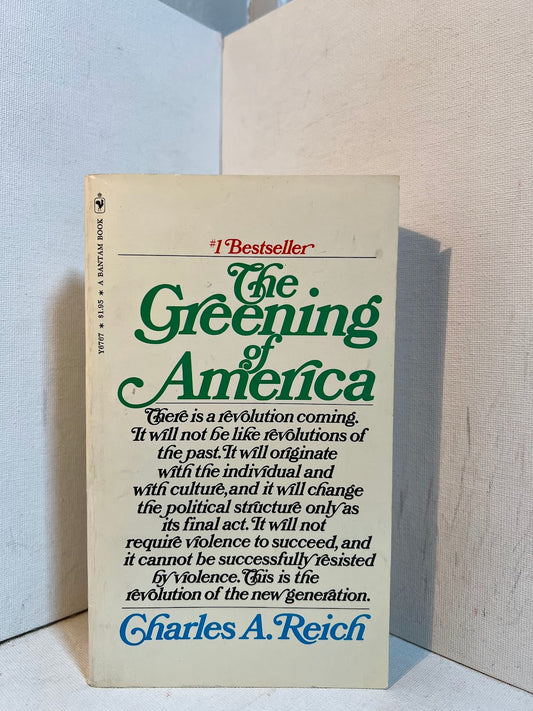 Y6767 * $1.95 * A BANTAM BOOK
#1 Bestseller
The
Greening
of
America
There is a revolution coming.
It will not be like revolutions of
the past. It will originate
with the individual and
with culture, and it will change
the political structure only as
its final act. It will not
require violence to succeed, and
it cannot be successfully resisted
by violence. This is the
revolution of the new generation.
Charles A. Reich